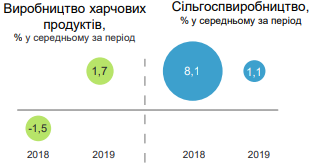 Виробництво харчових
продуктів,
% у середньому за період
1,7
-1,5
2018 2019
Сільгоспвиробництво,
% у середньому за період
8,1
1,1
2018 2019